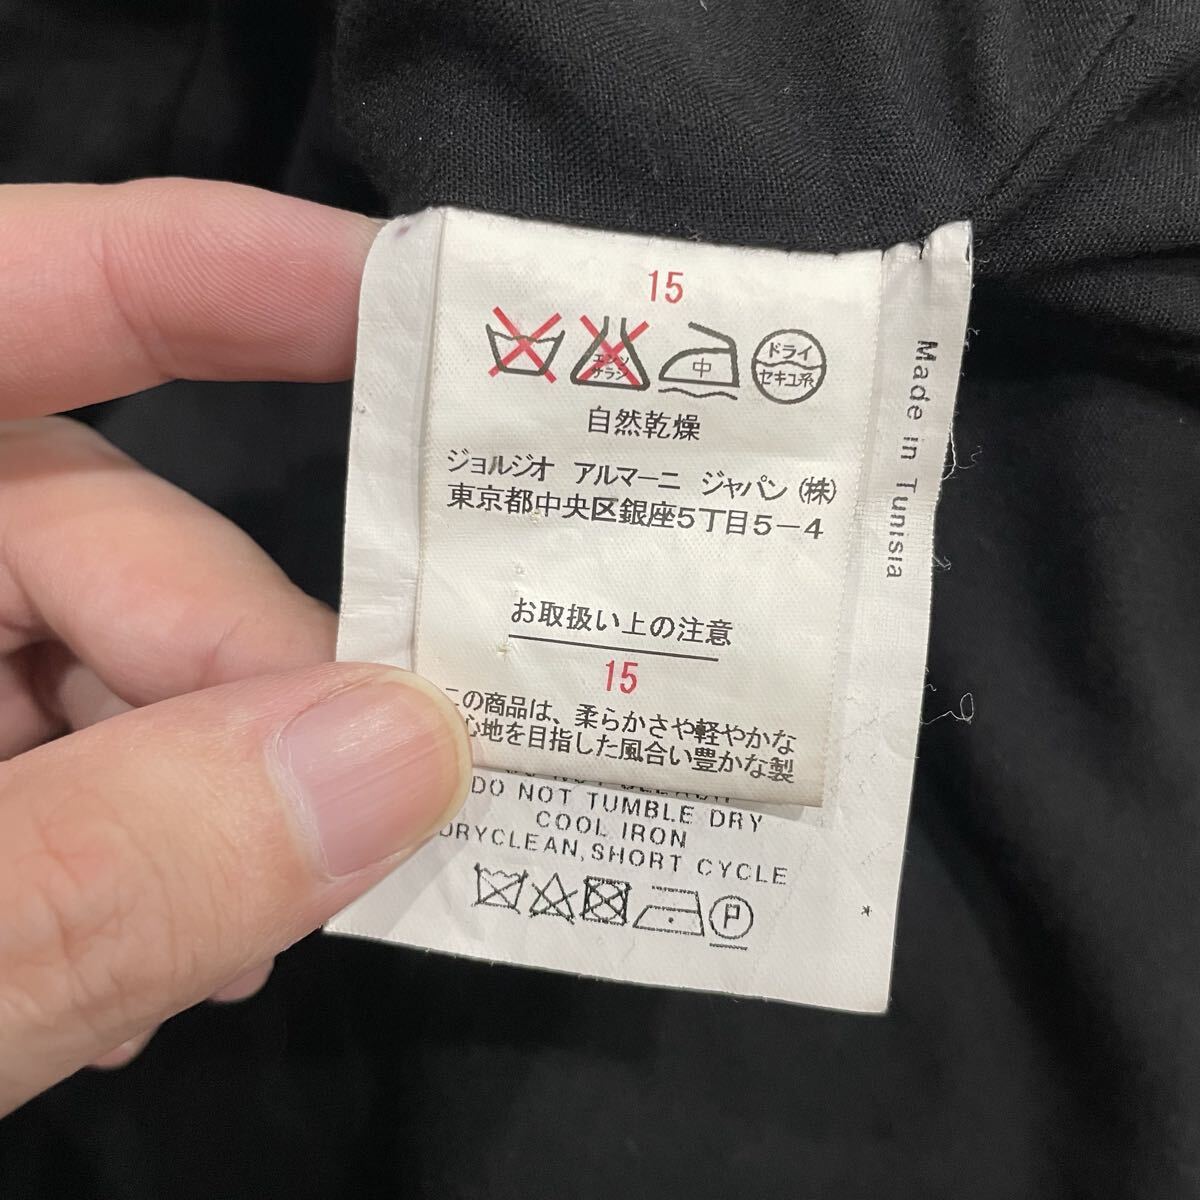 15
エンソ
サラシ
中
ドライ
セキユ系
自然乾燥
ジョルジオ アルマーニ ジャパン (株)
東京都中央区銀座5丁目5-4
お取扱い上の注意
15
この商品は、柔らかさや軽やかな
心地を目指した風合い豊かな製
DO NOT TUMBLE DRY
COOL IRON
DRYCLEAN, SHORT CYCLE
P
*
Made in Tunisia